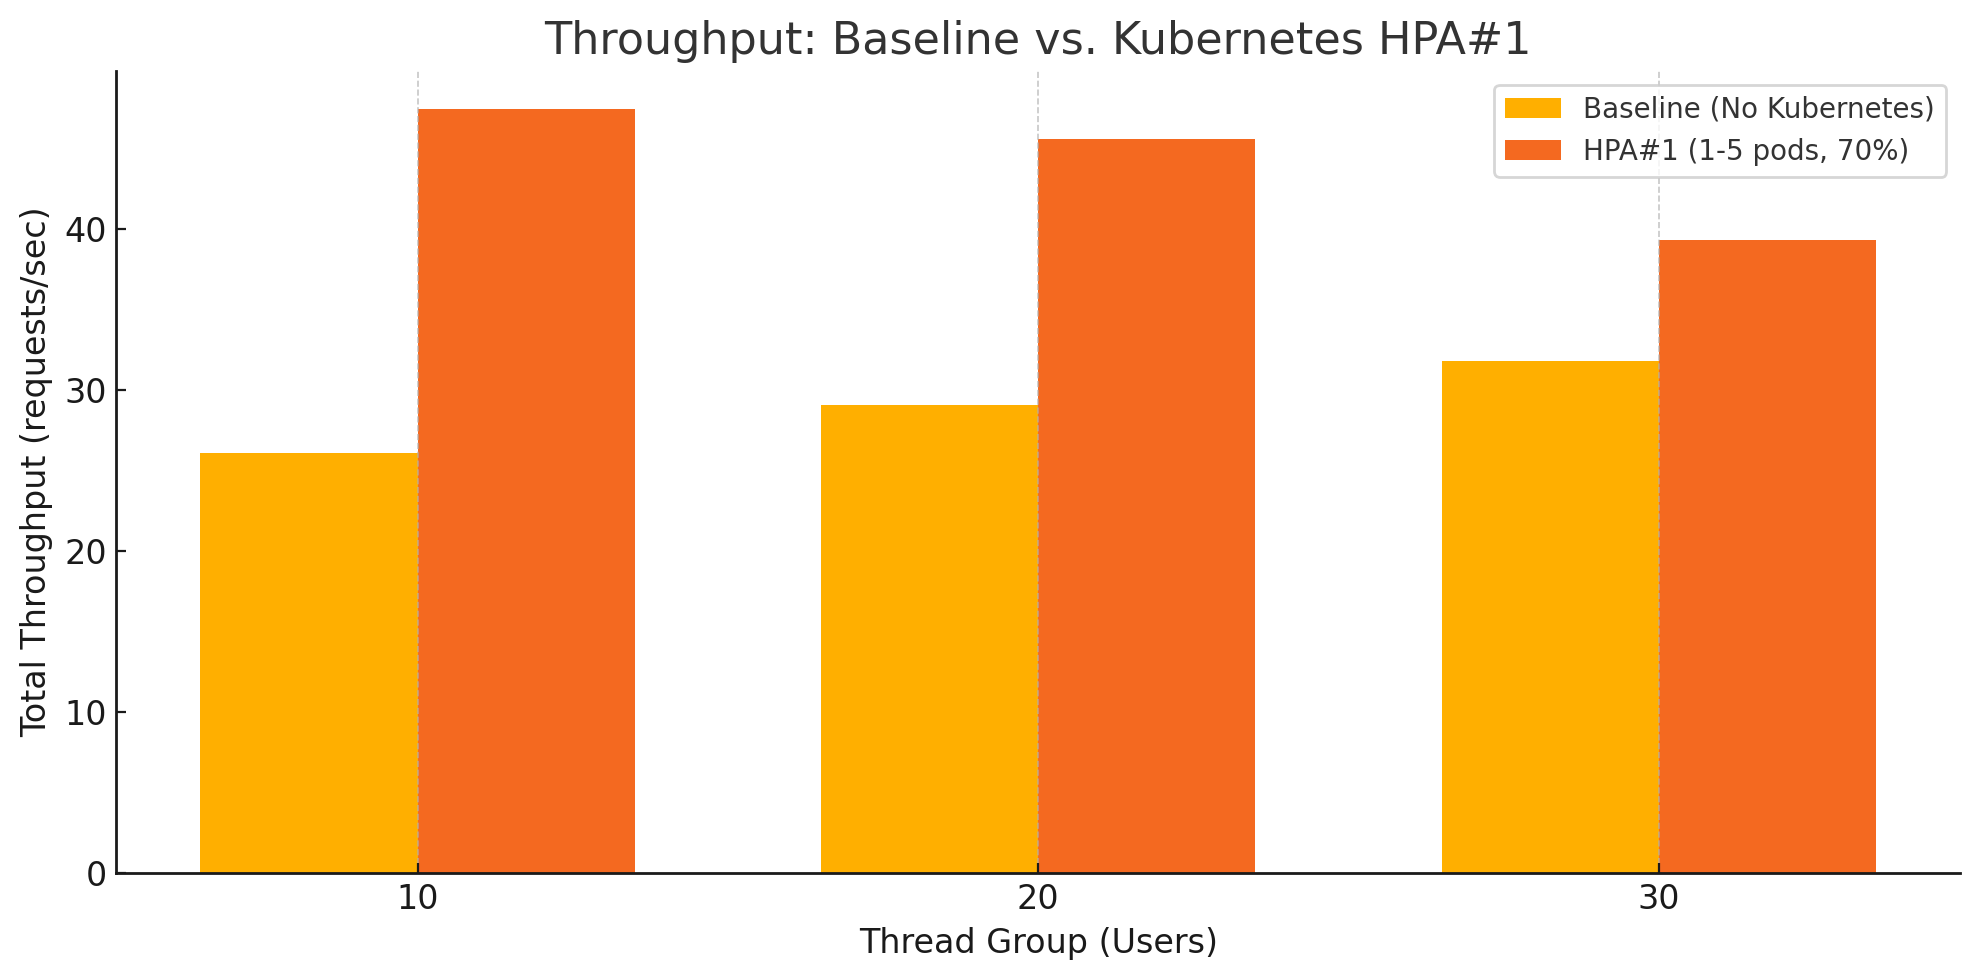 Throughput: Baseline vs. Kubernetes HPA#1
Baseline (No Kubernetes)
HPA#1 (1-5 pods, 70%)
Total Throughput (requests/sec)
40
30
20
10
0
10
20
30
Thread Group (Users)